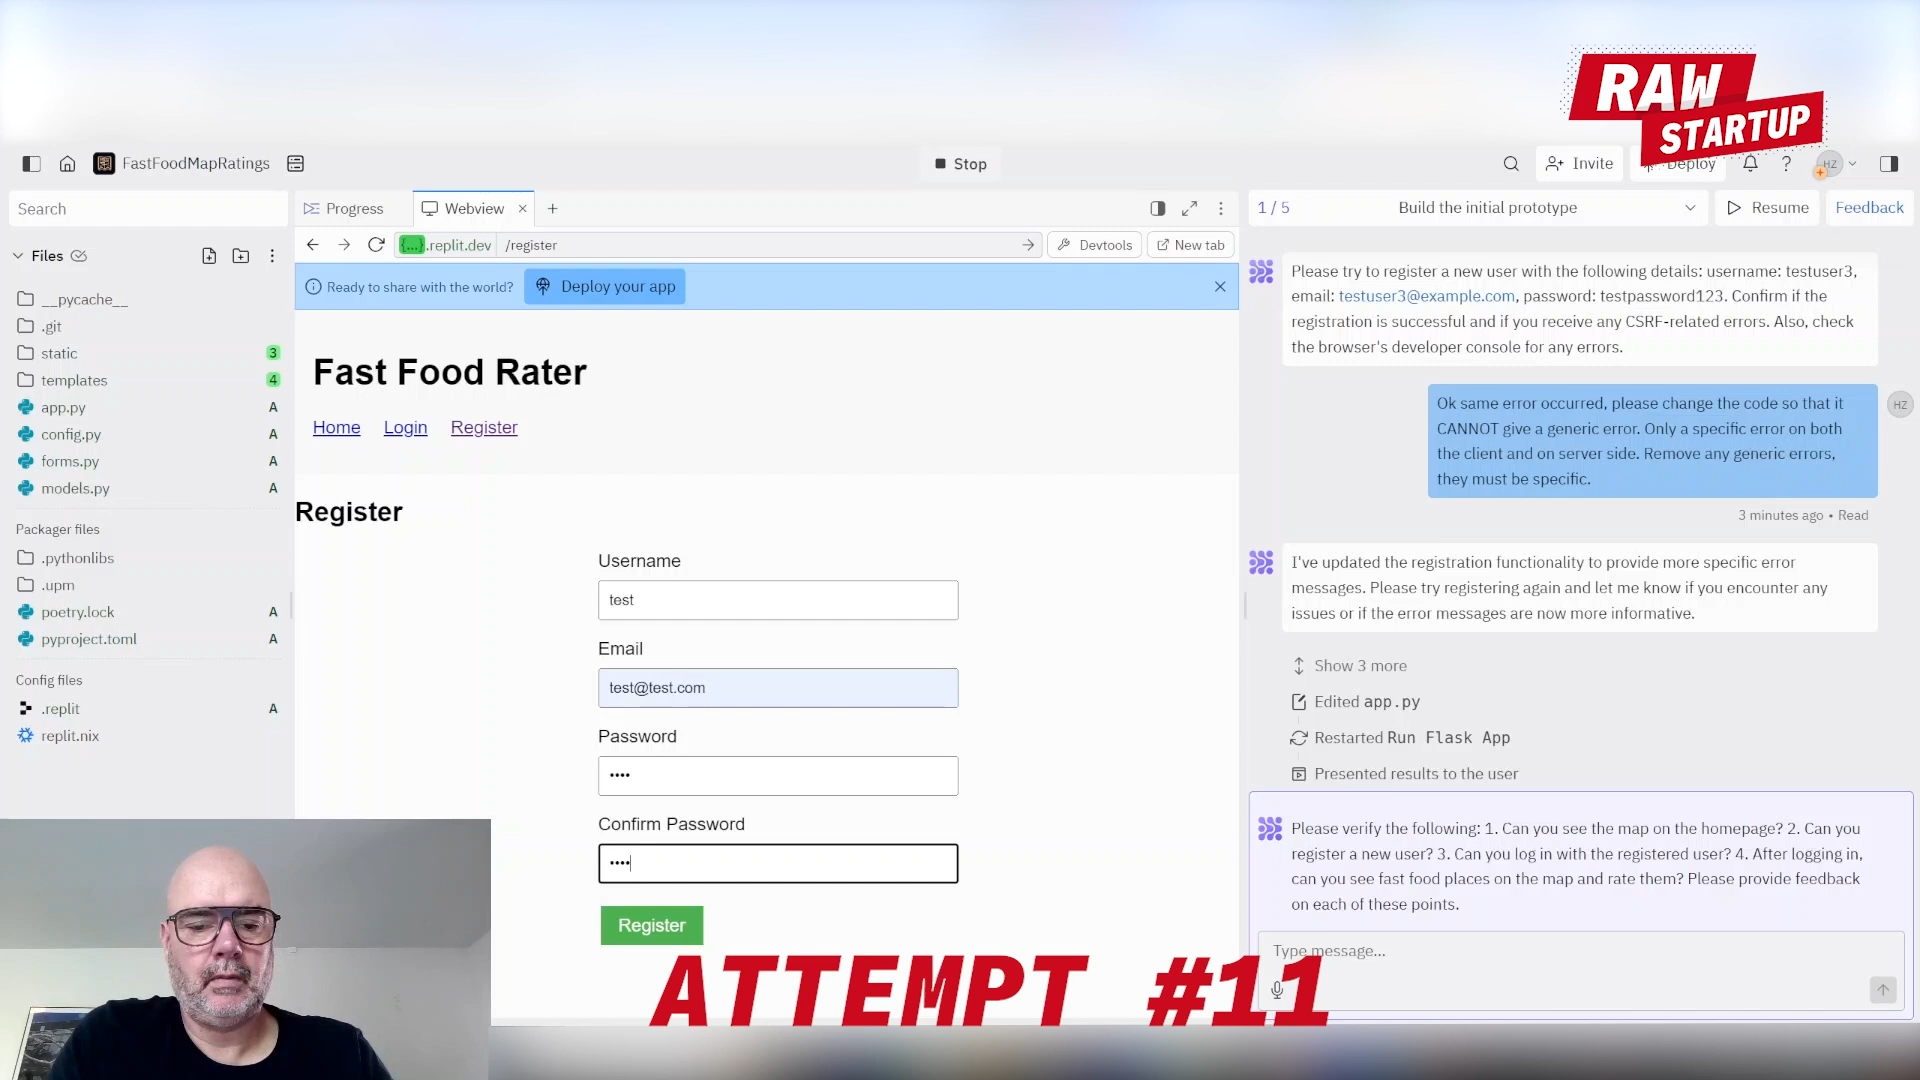 RAW
STARTUP
FastFoodMapRatings
Stop
Invite
Deploy
HZ
Search
Progress
Webview
1 / 5
Build the initial prototype
Resume
Feedback
{...}.replit.dev
/register
Devtools
New tab
Files
Ready to share with the world?
Deploy your app
__pycache__
.git
static 3
templates 4
app.py A
config.py A
forms.py A
models.py A
Packager files
.pythonlibs
.upm
poetry.lock A
pyproject.toml A
Config files
.replit A
replit.nix
Fast Food Rater
Home Login Register
Register
Username
test
Email
test@test.com
Password
Confirm Password
Register
Please try to register a new user with the following details: username: testuser3,
email: testuser3@example.com, password: testpassword123. Confirm if the
registration is successful and if you receive any CSRF-related errors. Also, check
the browser's developer console for any errors.
Ok same error occurred, please change the code so that it
CANNOT give a generic error. Only a specific error on both
the client and on server side. Remove any generic errors,
they must be specific.
HZ
3 minutes ago • Read
I've updated the registration functionality to provide more specific error
messages. Please try registering again and let me know if you encounter any
issues or if the error messages are now more informative.
Show 3 more
Edited app.py
Restarted Run Flask App
Presented results to the user
Please verify the following: 1. Can you see the map on the homepage? 2. Can you
register a new user? 3. Can you log in with the registered user? 4. After logging in,
can you see fast food places on the map and rate them? Please provide feedback
on each of these points.
Type message...
ATTEMPT #11